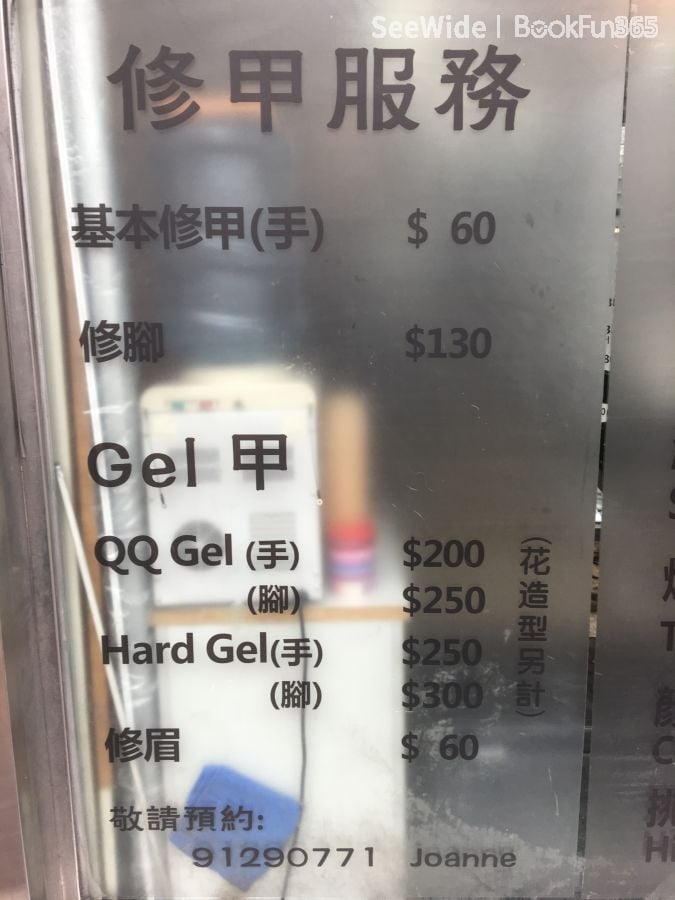 SeeWide | BookFun365
修甲服務
基本修甲(手) $ 60
修腳 $130
Gel 甲
QQ Gel (手) $200
(腳) $250
Hard Gel(手) $250
(腳) $300
(花造型另計)
修眉 $ 60
敬請預約:
91290771 Joanne